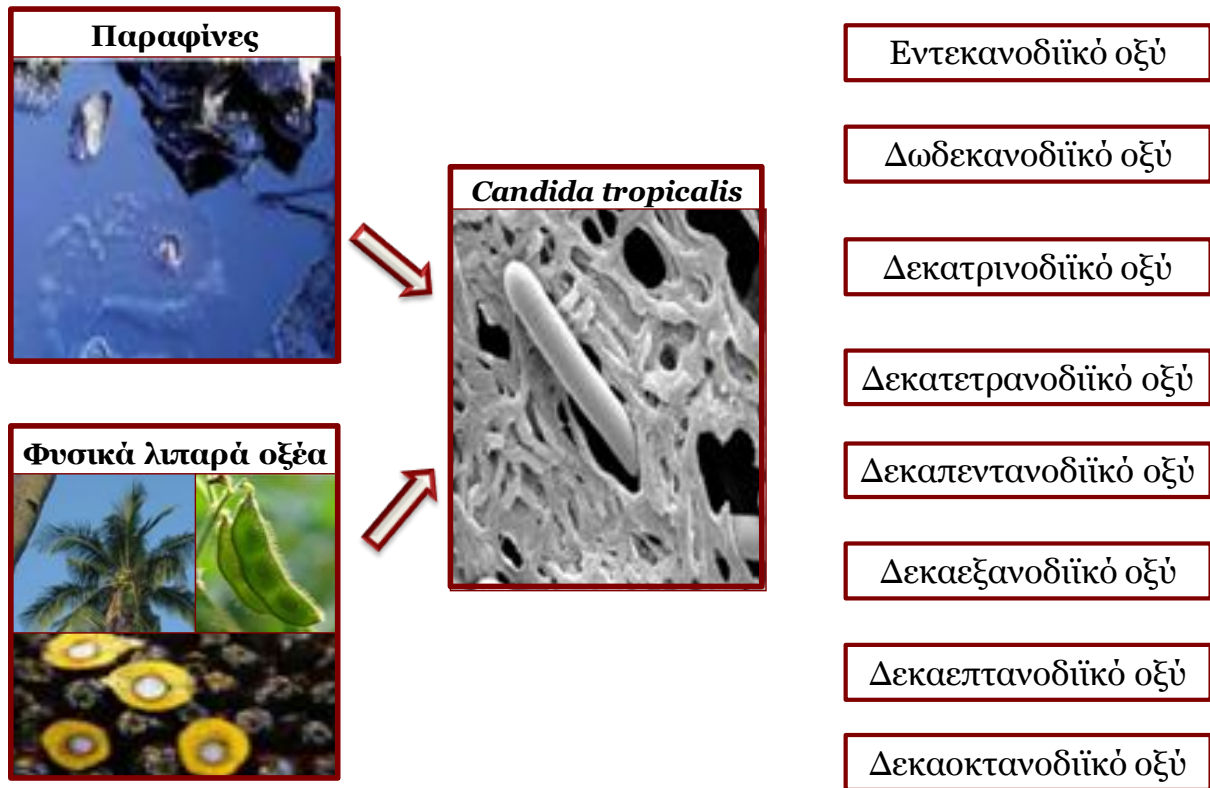 Παραφίνες
Φυσικά λιπαρά οξέα
Candida tropicalis
Εντεκανοδιϊκό οξύ
Δωδεκανοδιϊκό οξύ
Δεκατρινοδιϊκό οξύ
Δεκατετρανοδιϊκό οξύ
Δεκαπεντανοδιϊκό οξύ
Δεκαεξανοδιϊκό οξύ
Δεκαεπτανοδιϊκό οξύ
Δεκαοκτανοδιϊκό οξύ